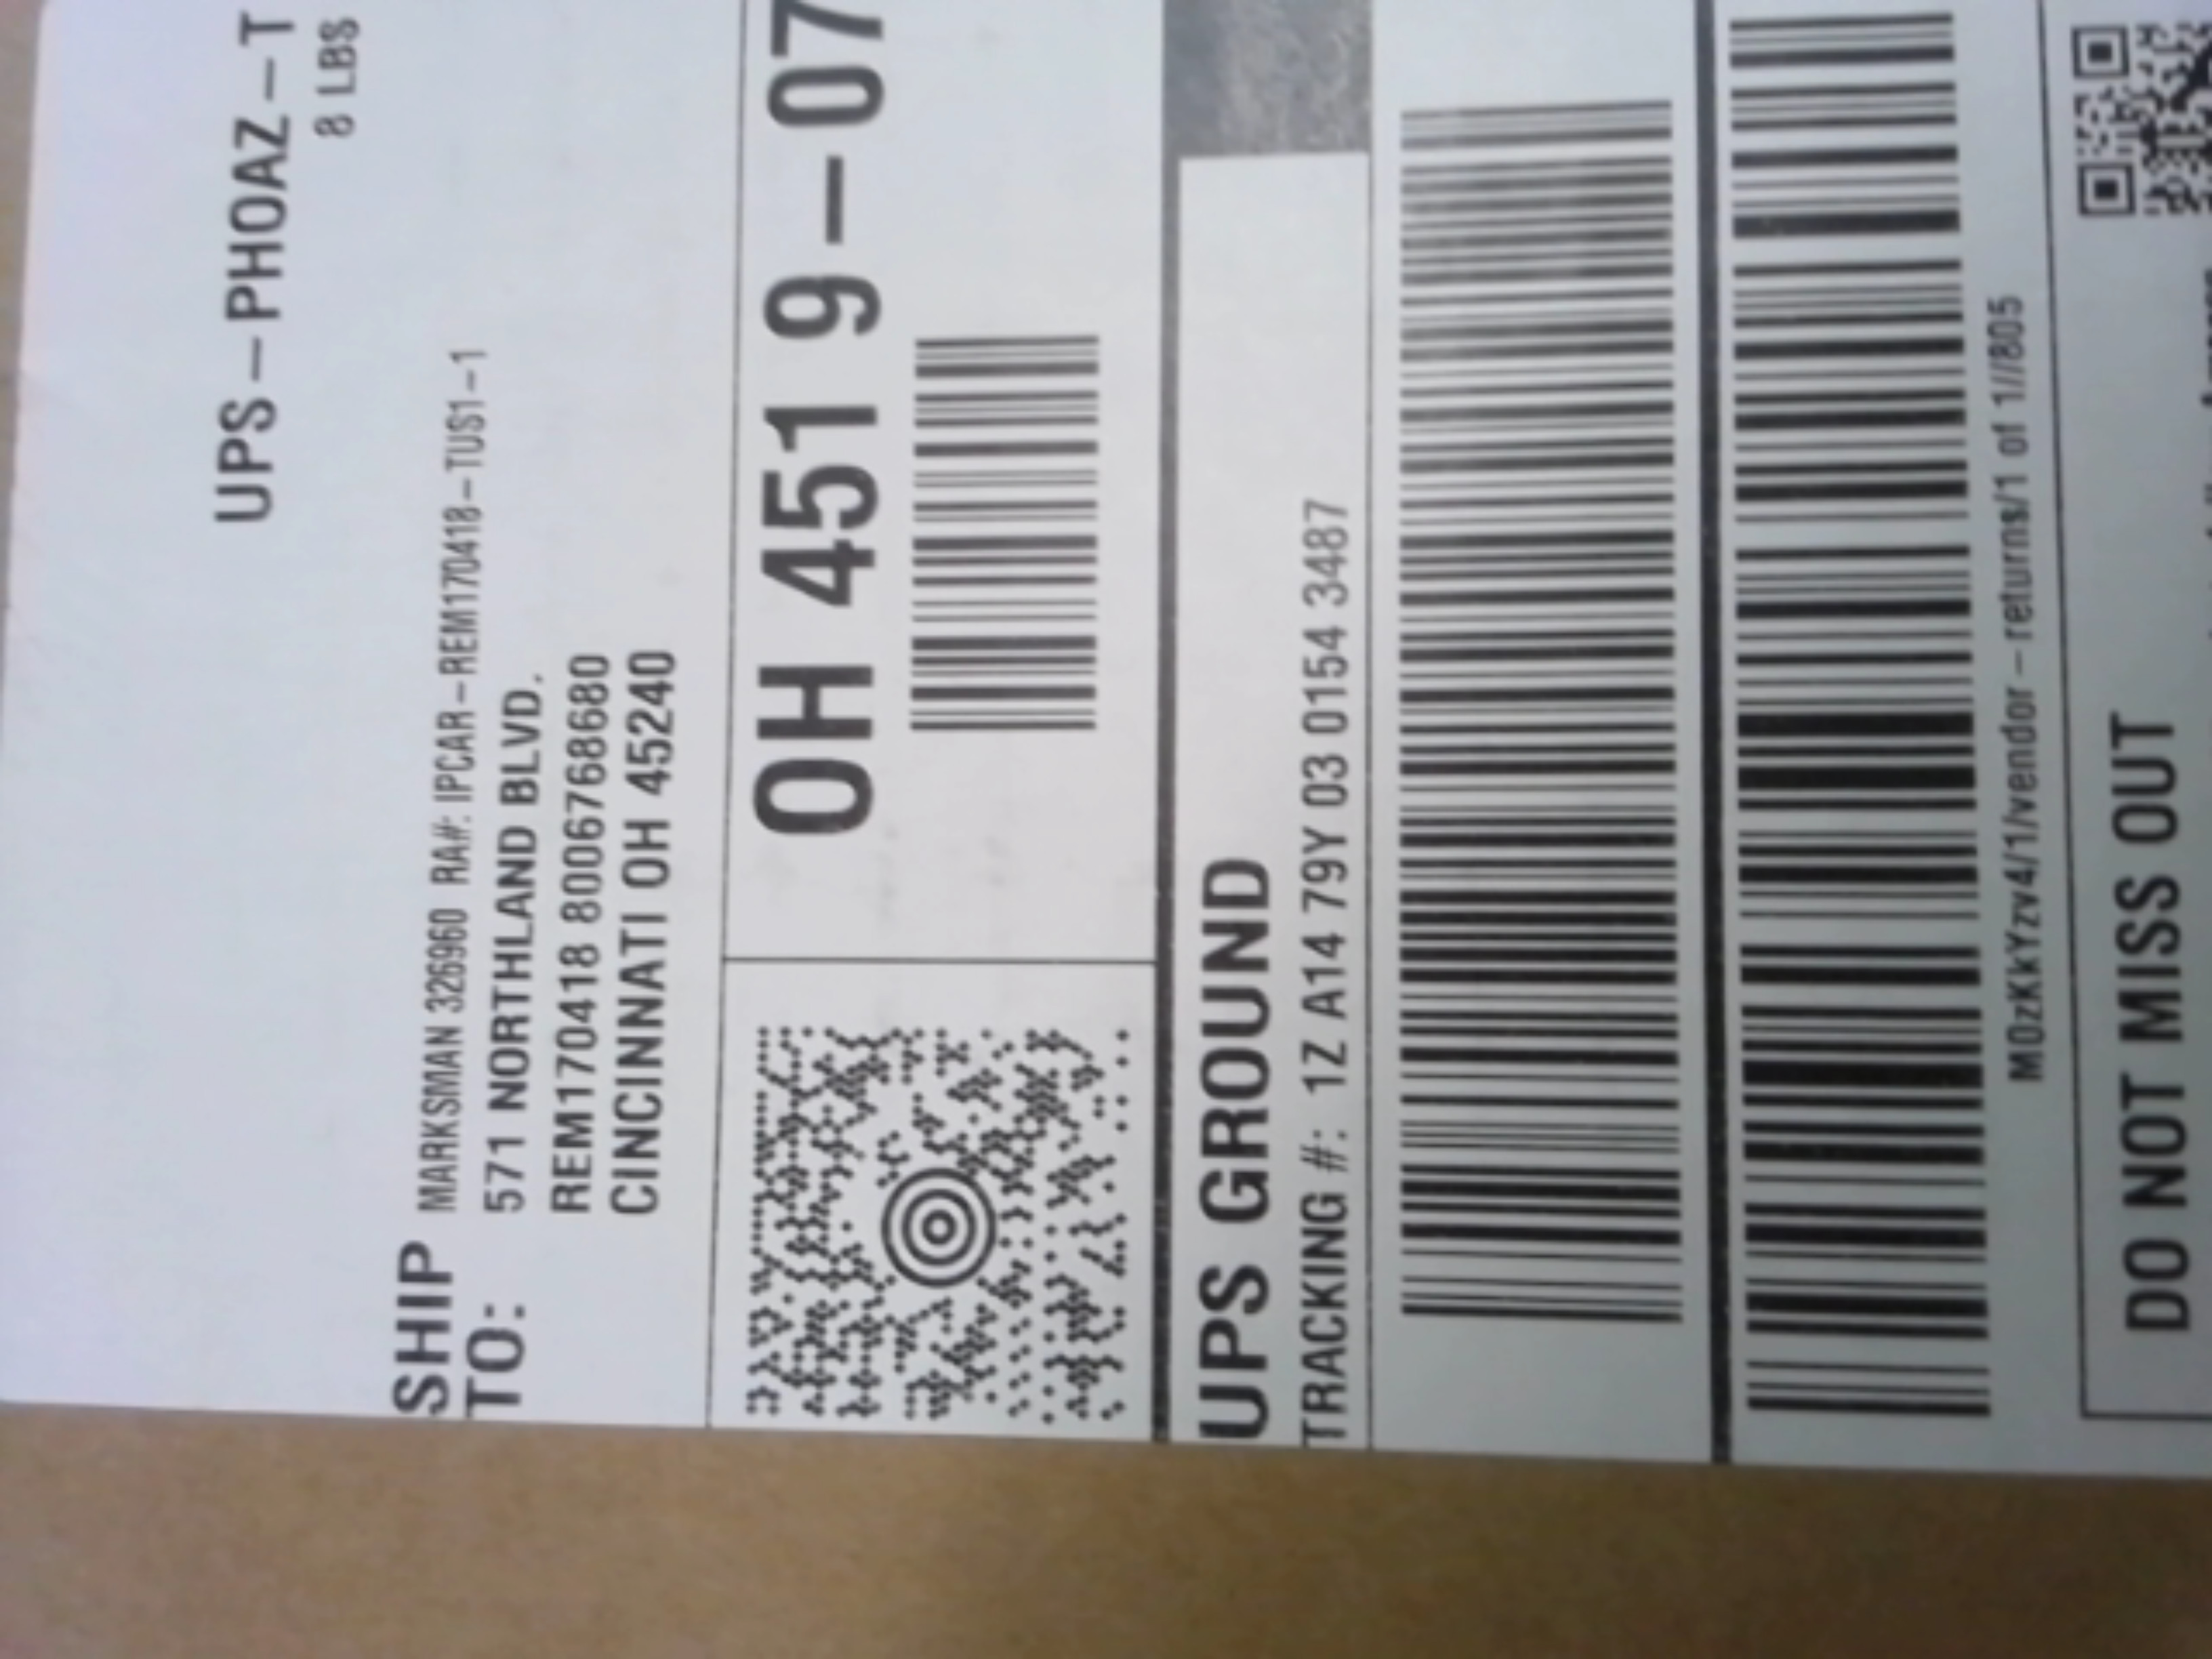 UPS-PHOAZ-T
8 LBS
SHIP
TO:
MARKSMAN 326960 RA#: IPCAR-REM170418-TUS1-1
571 NORTHLAND BLVD.
REM170418 8006768680
CINCINNATI OH 45240
OH 451 9-07
UPS GROUND
TRACKING #: 1Z A14 79Y 03 0154 3487
M0zKkYzv4/1/vendor-returns/1 of 1//805
DO NOT MISS OUT